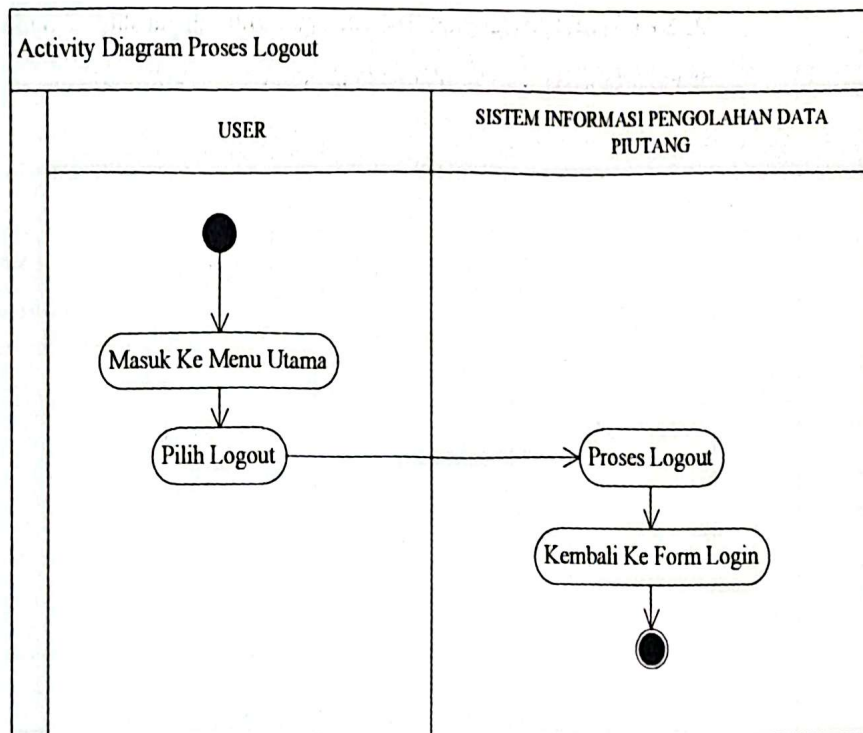 Activity Diagram Proses Logout
USER
SISTEM INFORMASI PENGOLAHAN DATA
PIUTANG
Masuk Ke Menu Utama
Pilih Logout
Proses Logout
Kembali Ke Form Login